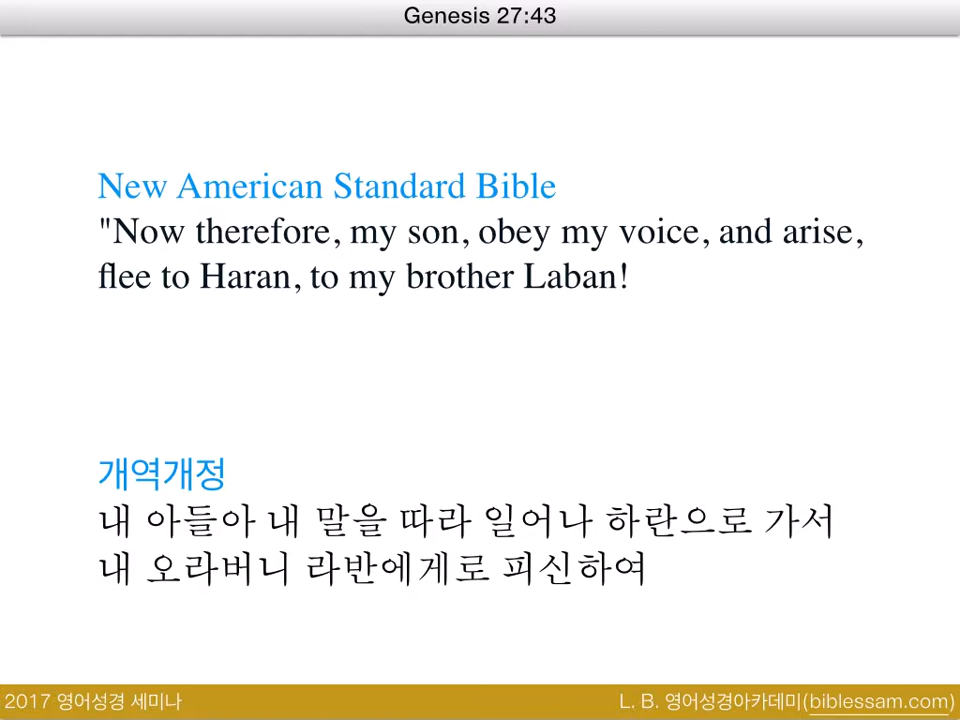 Genesis 27:43
New American Standard Bible
"Now therefore, my son, obey my voice, and arise,
flee to Haran, to my brother Laban!
개역개정
내 아들아 내 말을 따라 일어나 하란으로 가서
내 오라버니 라반에게로 피신하여
2017 영어성경 세미나
L. B. 영어성경아카데미(biblessam.com)